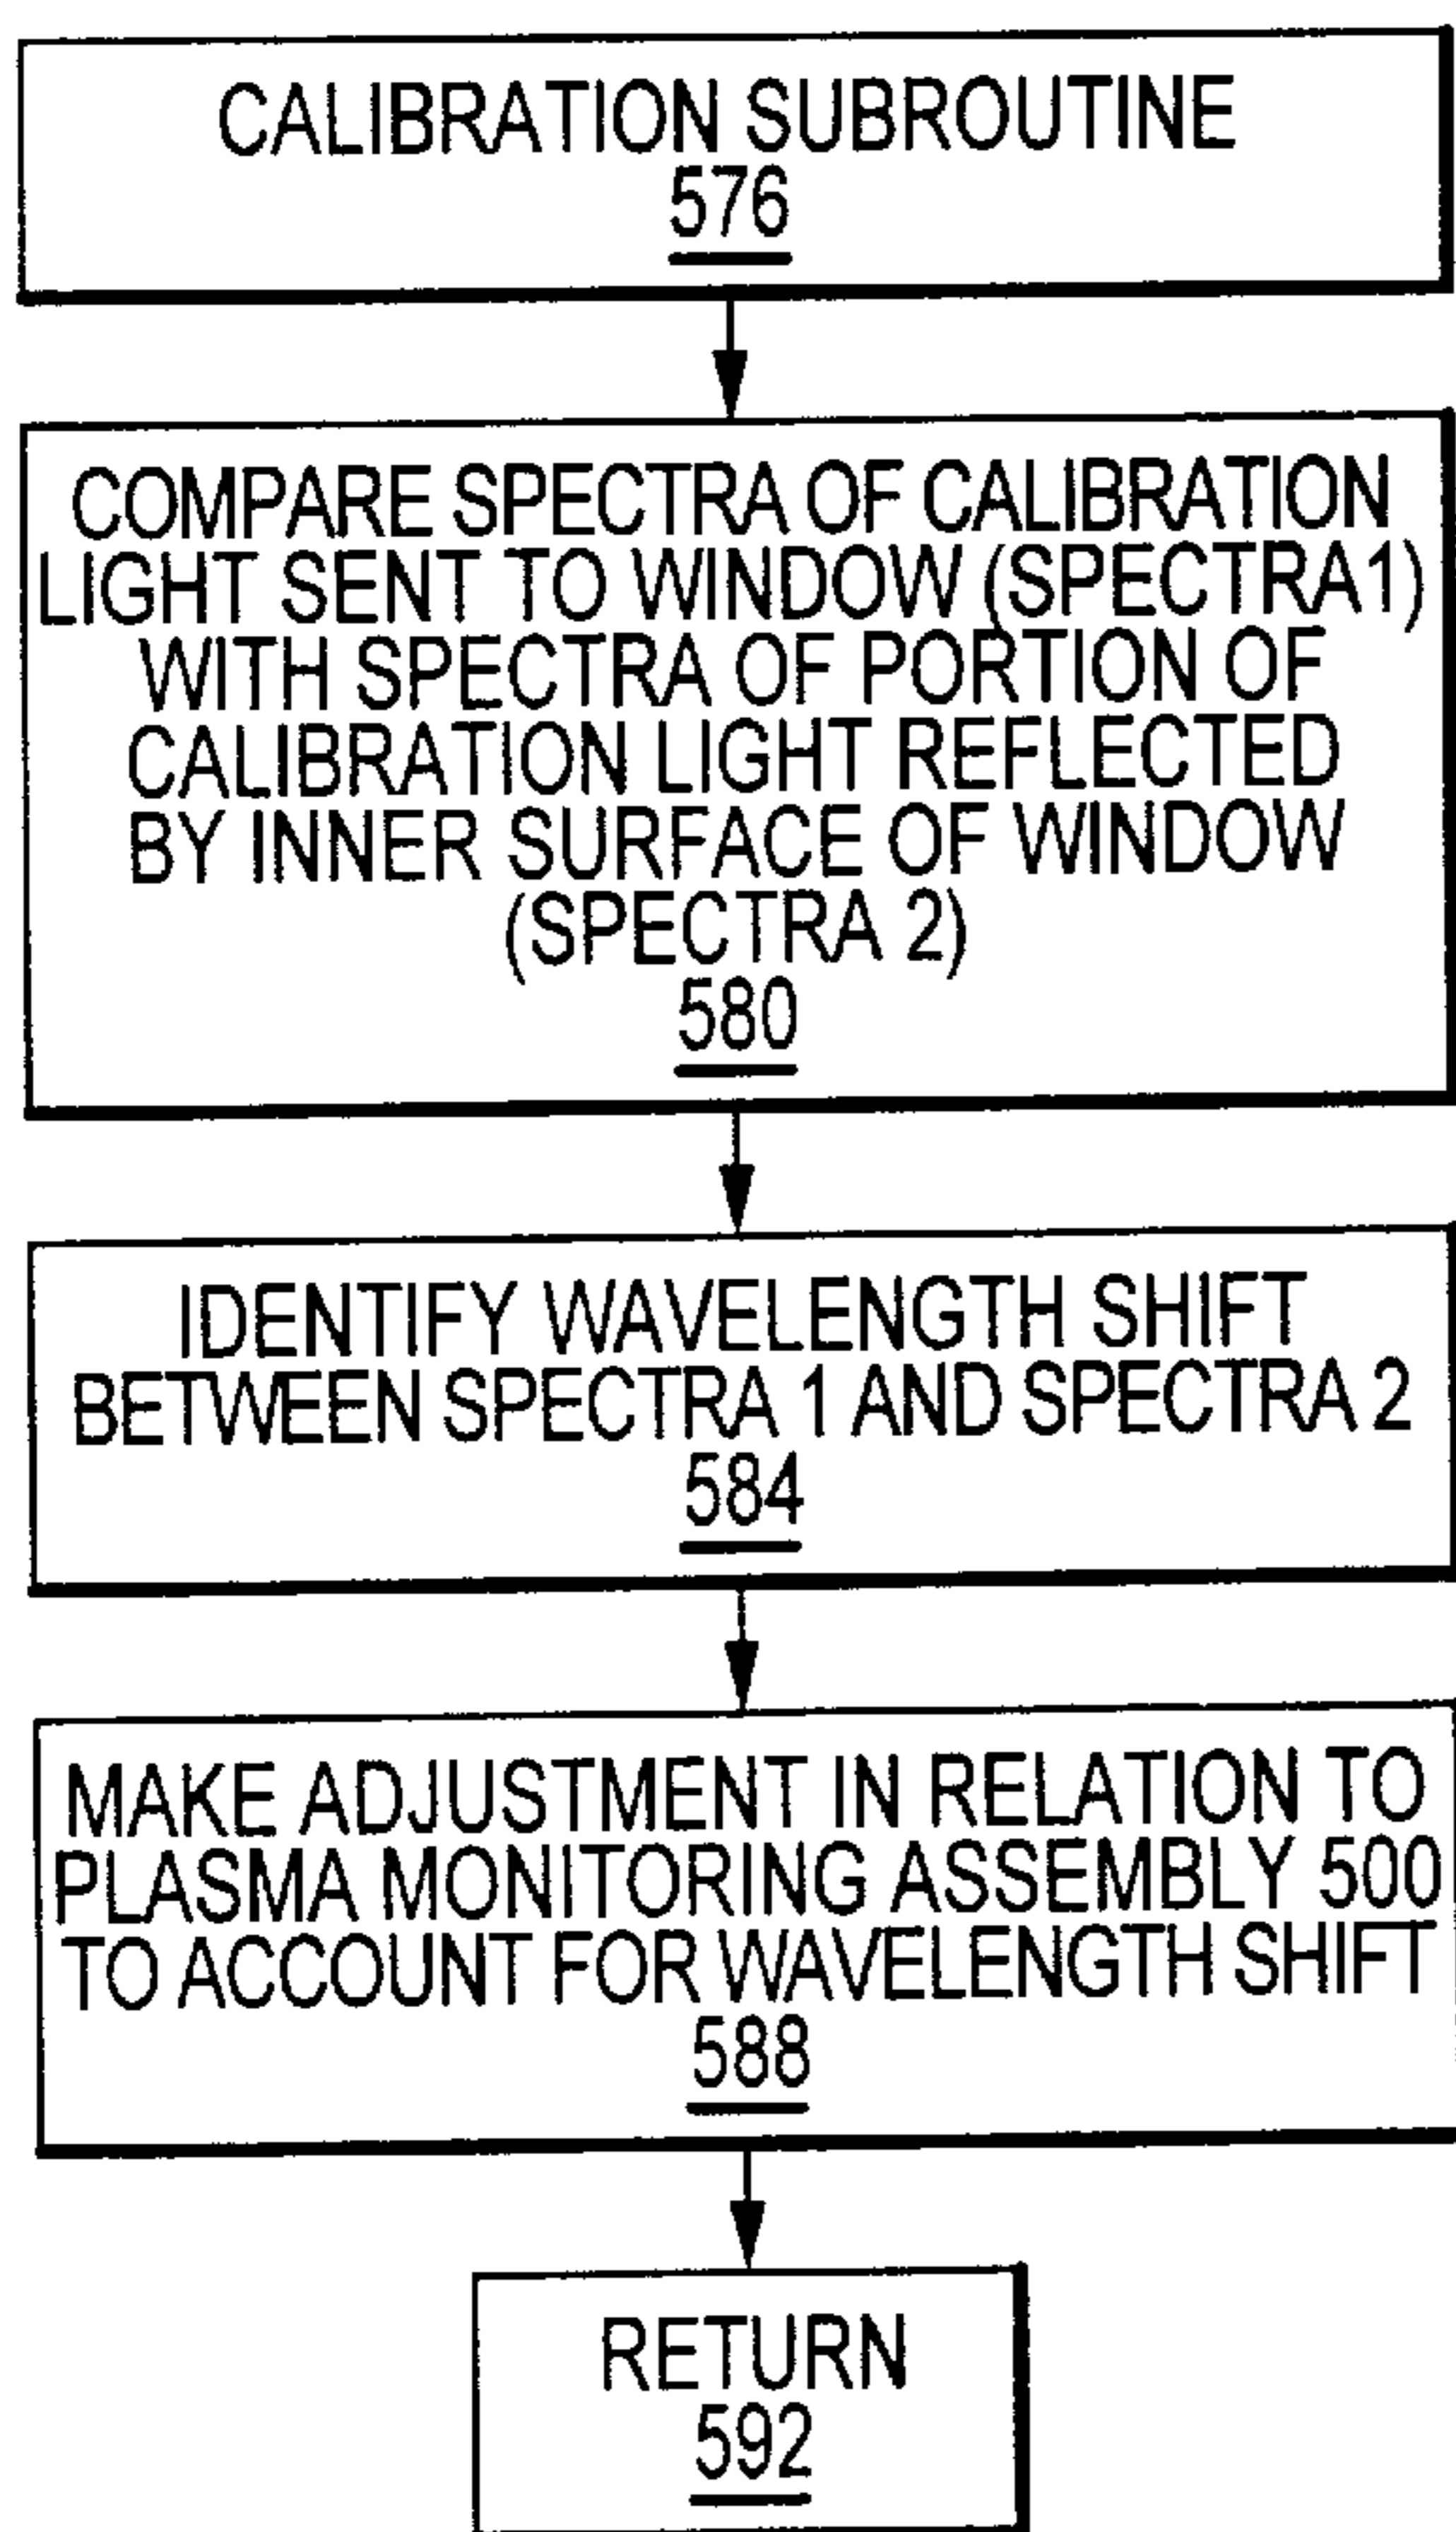 CALIBRATION SUBROUTINE
576
COMPARE SPECTRA OF CALIBRATION
LIGHT SENT TO WINDOW (SPECTRA1)
WITH SPECTRA OF PORTION OF
CALIBRATION LIGHT REFLECTED
BY INNER SURFACE OF WINDOW
(SPECTRA 2)
580
IDENTIFY WAVELENGTH SHIFT
BETWEEN SPECTRA 1 AND SPECTRA 2
584
MAKE ADJUSTMENT IN RELATION TO
PLASMA MONITORING ASSEMBLY 500
TO ACCOUNT FOR WAVELENGTH SHIFT
588
RETURN
592